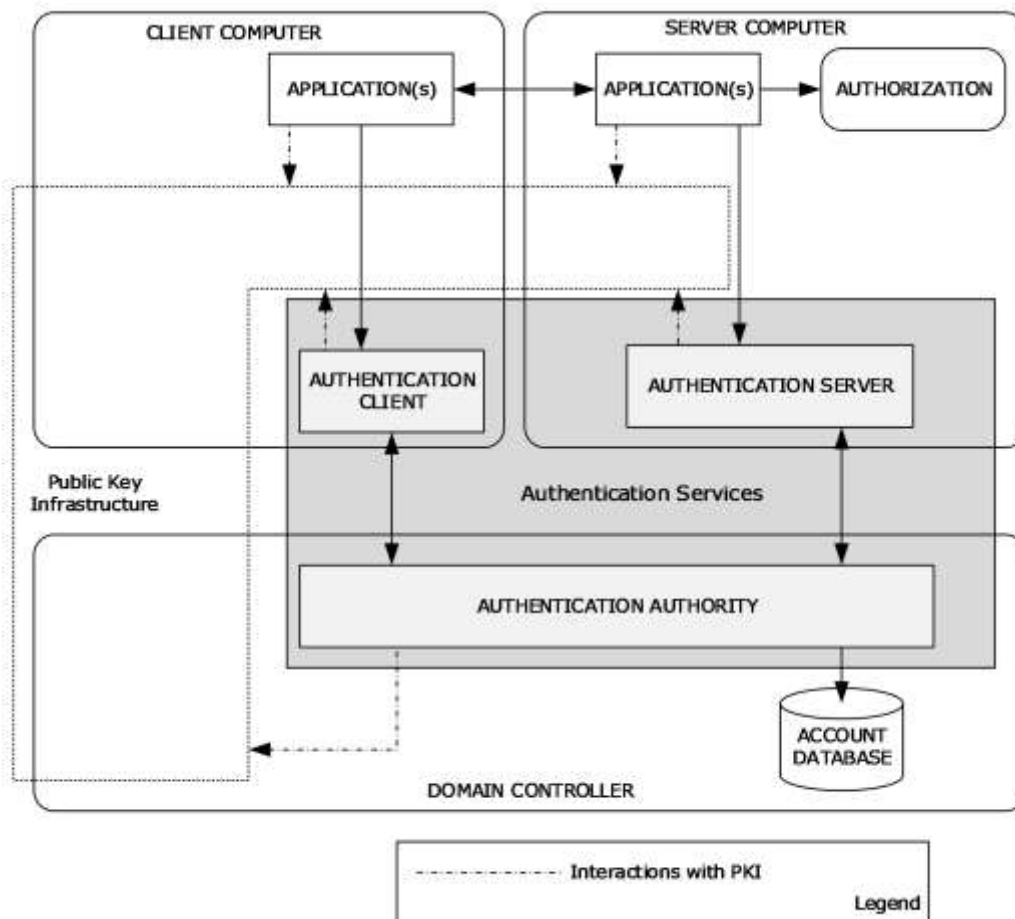 CLIENT COMPUTER
SERVER COMPUTER
APPLICATION(s)
APPLICATION(s)
AUTHORIZATION
AUTHENTICATION
CLIENT
AUTHENTICATION SERVER
Public Key
Infrastructure
Authentication Services
AUTHENTICATION AUTHORITY
ACCOUNT
DATABASE
DOMAIN CONTROLLER
Interactions with PKI
Legend